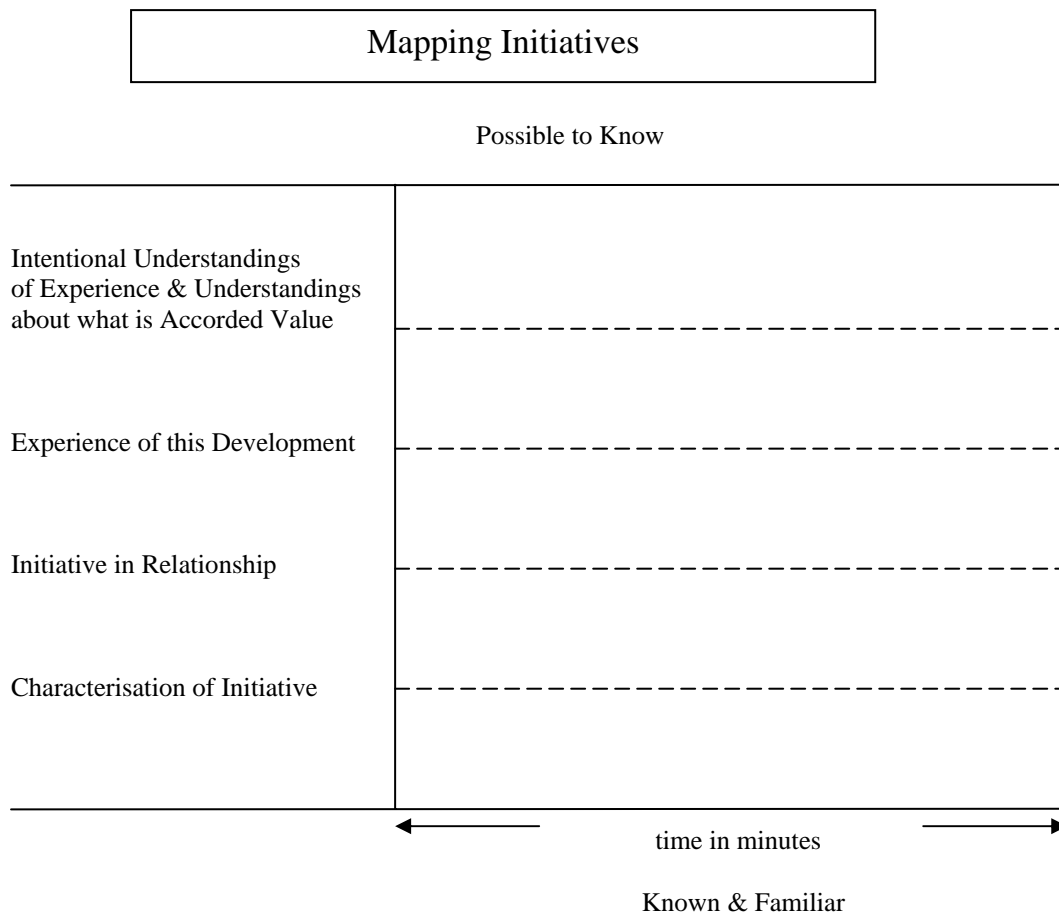 Mapping Initiatives
Possible to Know
Intentional Understandings
of Experience & Understandings
about what is Accorded Value
Experience of this Development
Initiative in Relationship
Characterisation of Initiative
time in minutes
Known & Familiar